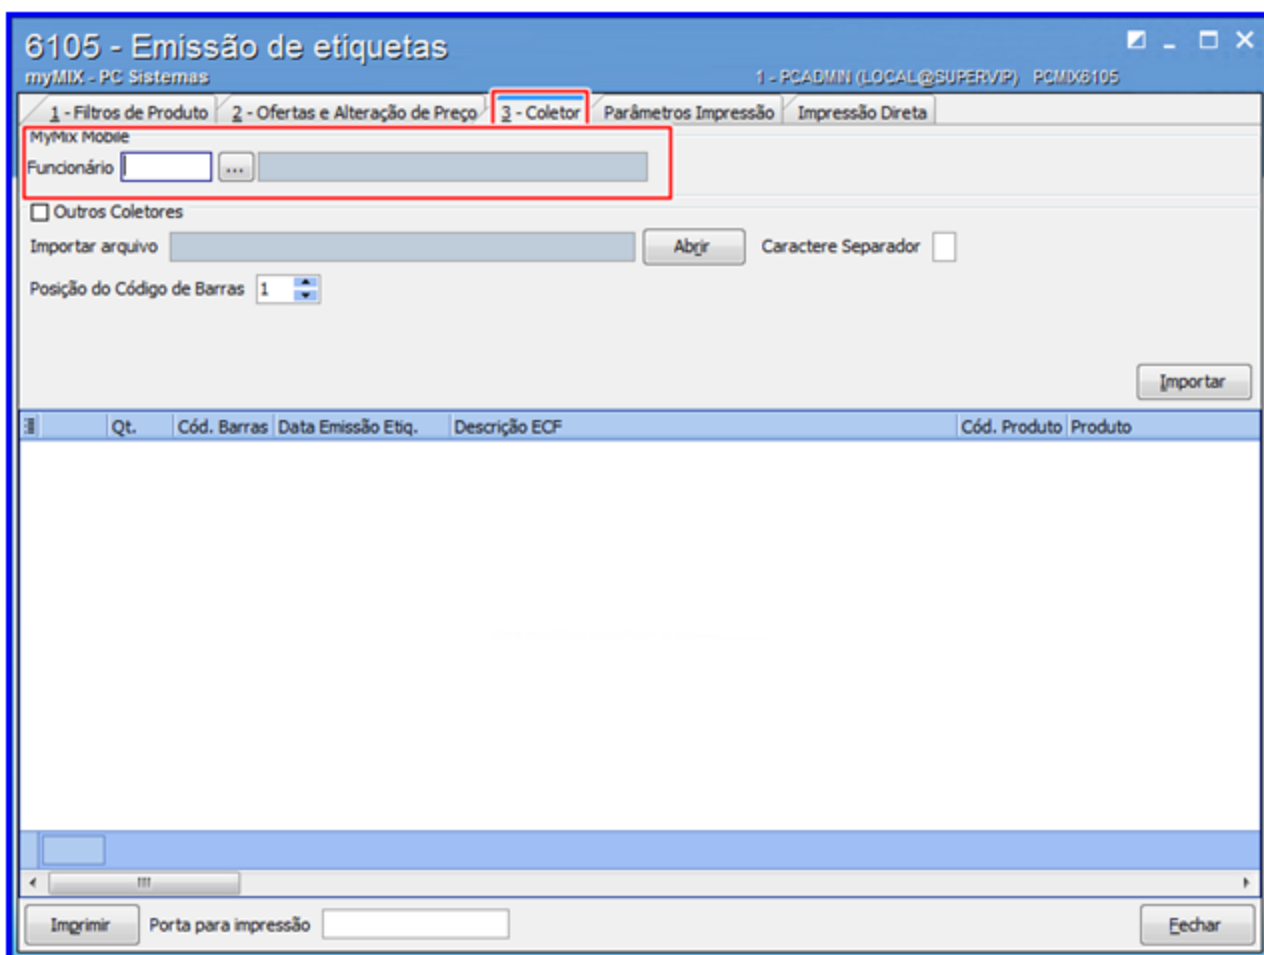 6105 - Emissão de etiquetas
myMIX - PC Sistemas
1 - PCADMIN (LOCAL@SUPERVIP) PCMIX6105
1 - Filtros de Produto 2 - Ofertas e Alteração de Preço 3 - Coletor Parâmetros Impressão Impressão Direta
MyMix Mobile
Funcionário ...
Outros Coletores
Importar arquivo Abrir Caractere Separador
Posição do Código de Barras 1
Importar
Qt. Cód. Barras Data Emissão Etiq. Descrição ECF Cód. Produto Produto
Imprimir Porta para impressão Fechar